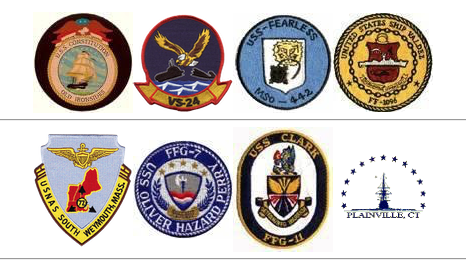 U.S.S. CONSTITUTION
OLD IRONSIDES
VS-24
USS-FEARLESS
MSO-442
UNITED STATES SHIP VALDEZ
FF-1096
USNAS SOUTH WEYMOUTH, MASS.
FFG-7
USS OLIVER HAZARD PERRY
USS CLARK
FFG-11
PLAINVILLE, CT